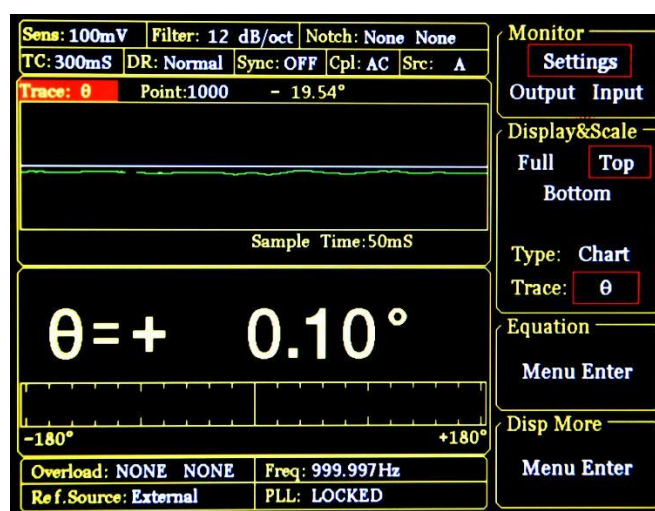 Sens: 100mV Filter: 12 dB/oct Notch: None None
TC: 300mS DR: Normal Sync: OFF Cpl: AC Src: A
Trace: θ Point:1000 - 19.54°
Sample Time:50mS
θ=+ 0.10°
-180° +180°
Overload: NONE NONE Freq: 999.997Hz
Ref.Source: External PLL: LOCKED
Monitor
Settings
Output Input
Display&Scale
Full Top
Bottom
Type: Chart
Trace: θ
Equation
Menu Enter
Disp More
Menu Enter